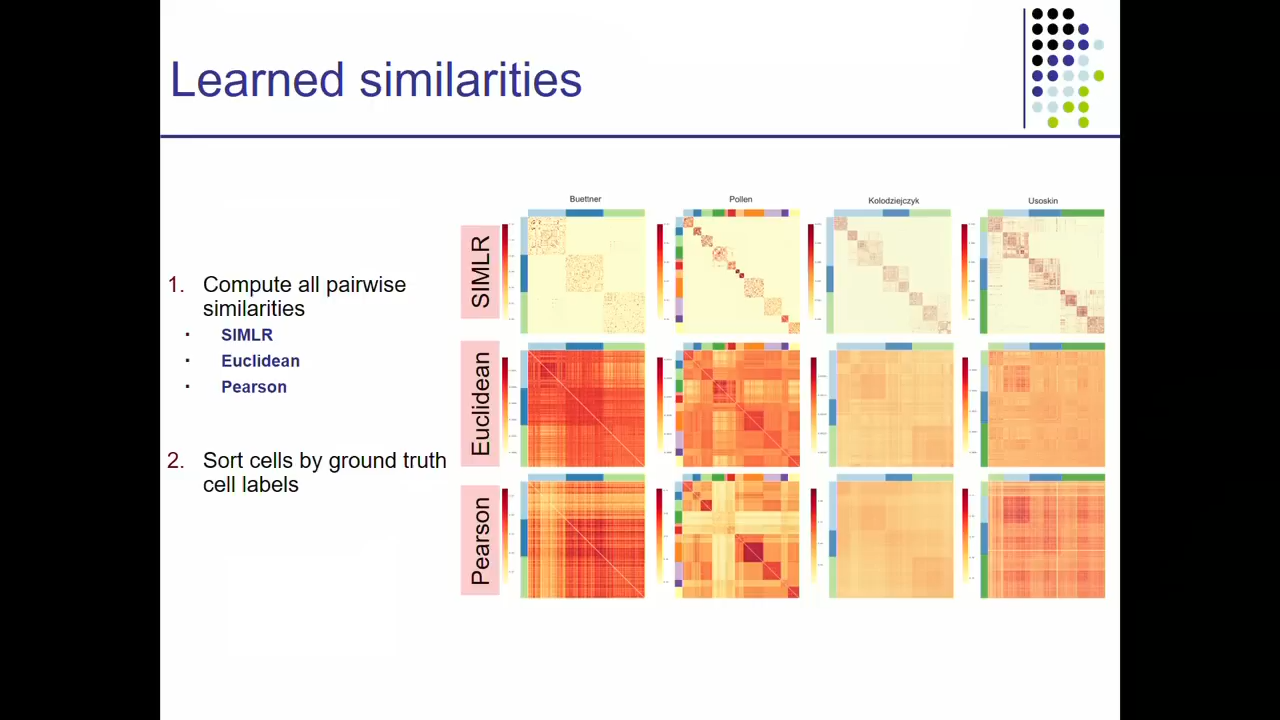 Learned similarities
1. Compute all pairwise
similarities
▪ SIMLR
▪ Euclidean
▪ Pearson
2. Sort cells by ground truth
cell labels
Buettner
Pollen
Kolodziejczyk
Usoskin
SIMLR
Euclidean
Pearson